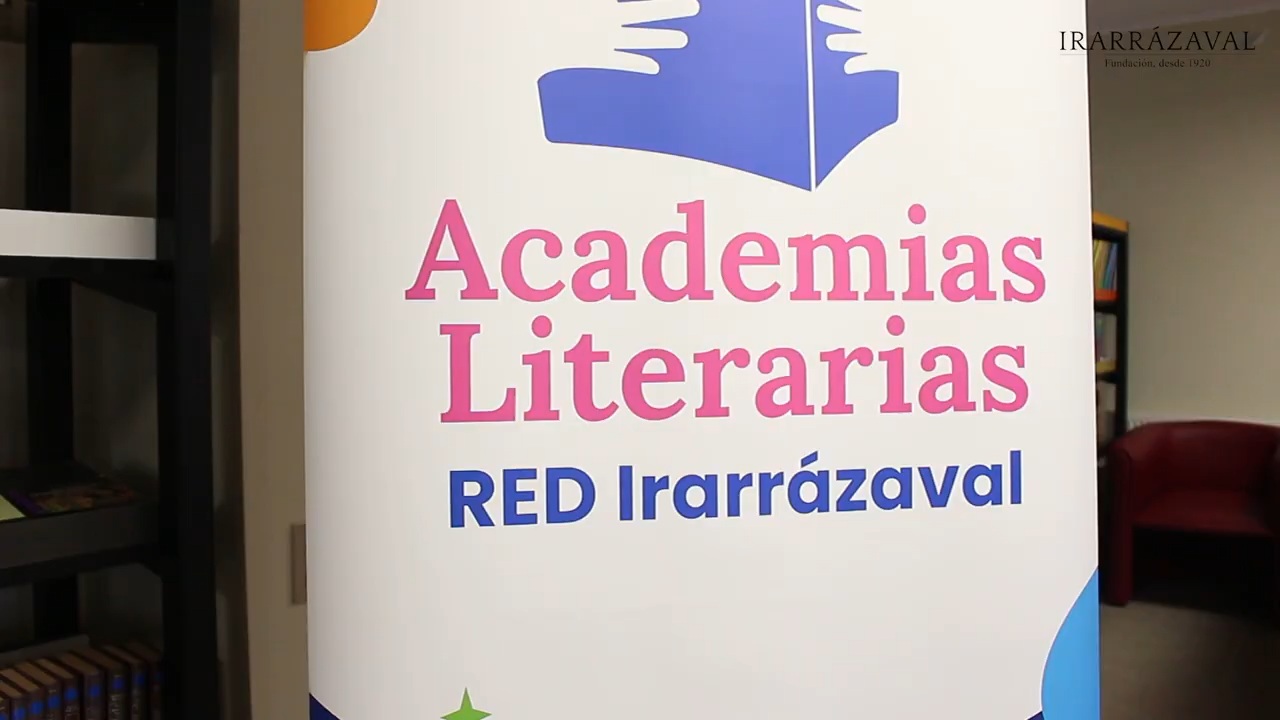 IRARRÁZAVAL
Fundación, desde 1920
Academias
Literarias
RED Irarrázaval